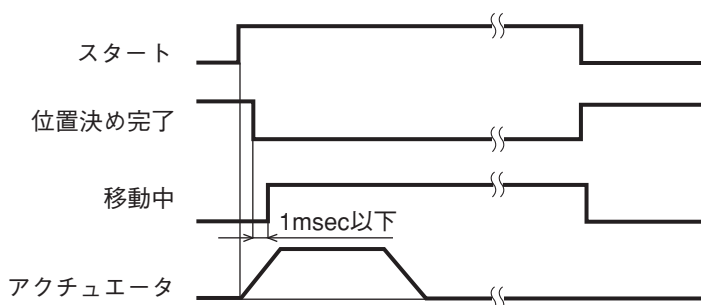 スタート
位置決め完了
移動中
1msec以下
アクチュエータ